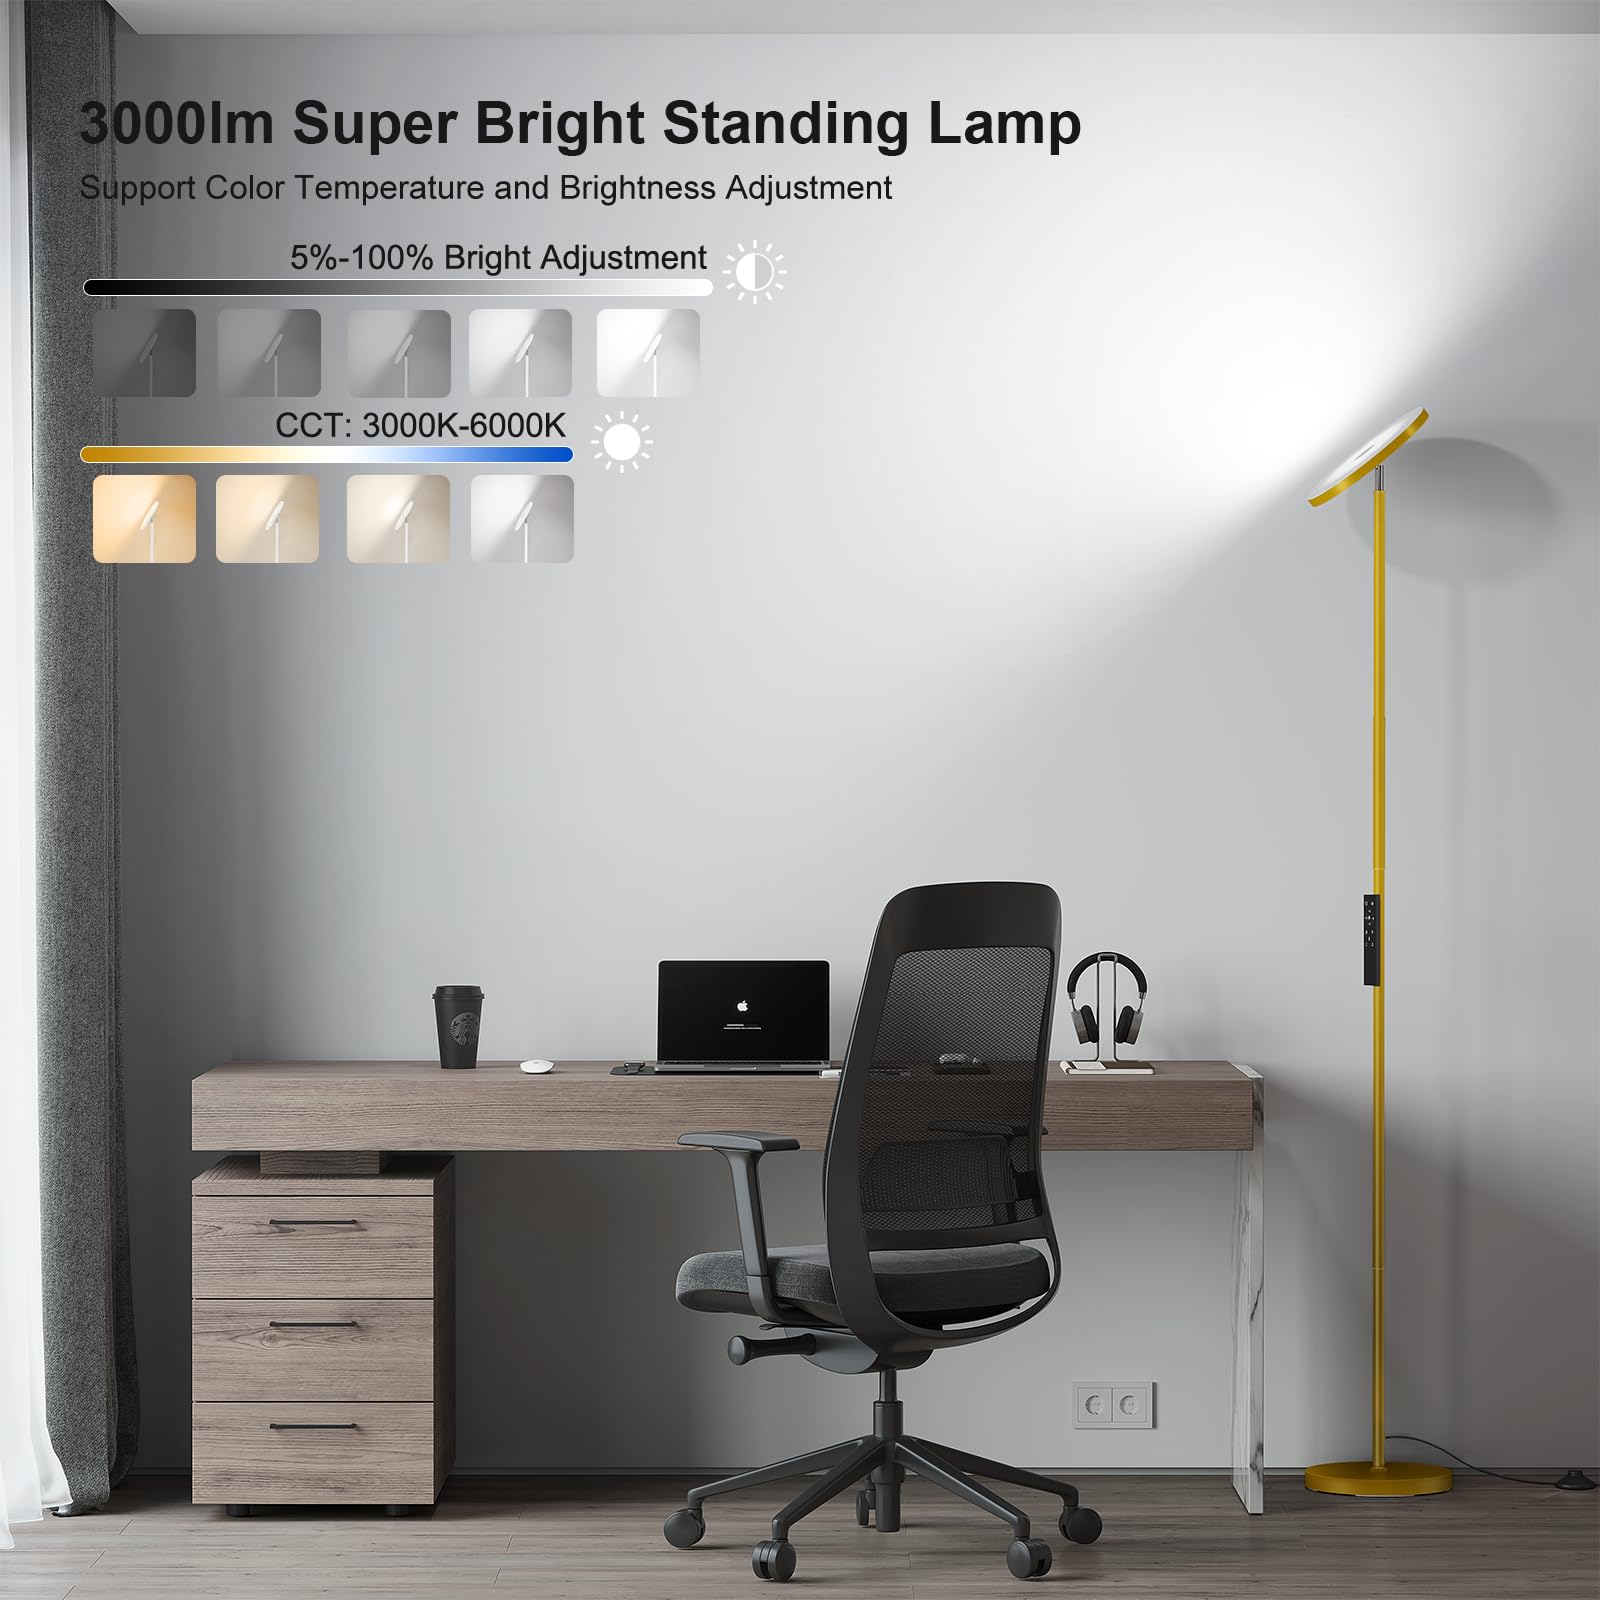 3000lm Super Bright Standing Lamp
Support Color Temperature and Brightness Adjustment
5%-100% Bright Adjustment
CCT: 3000K-6000K